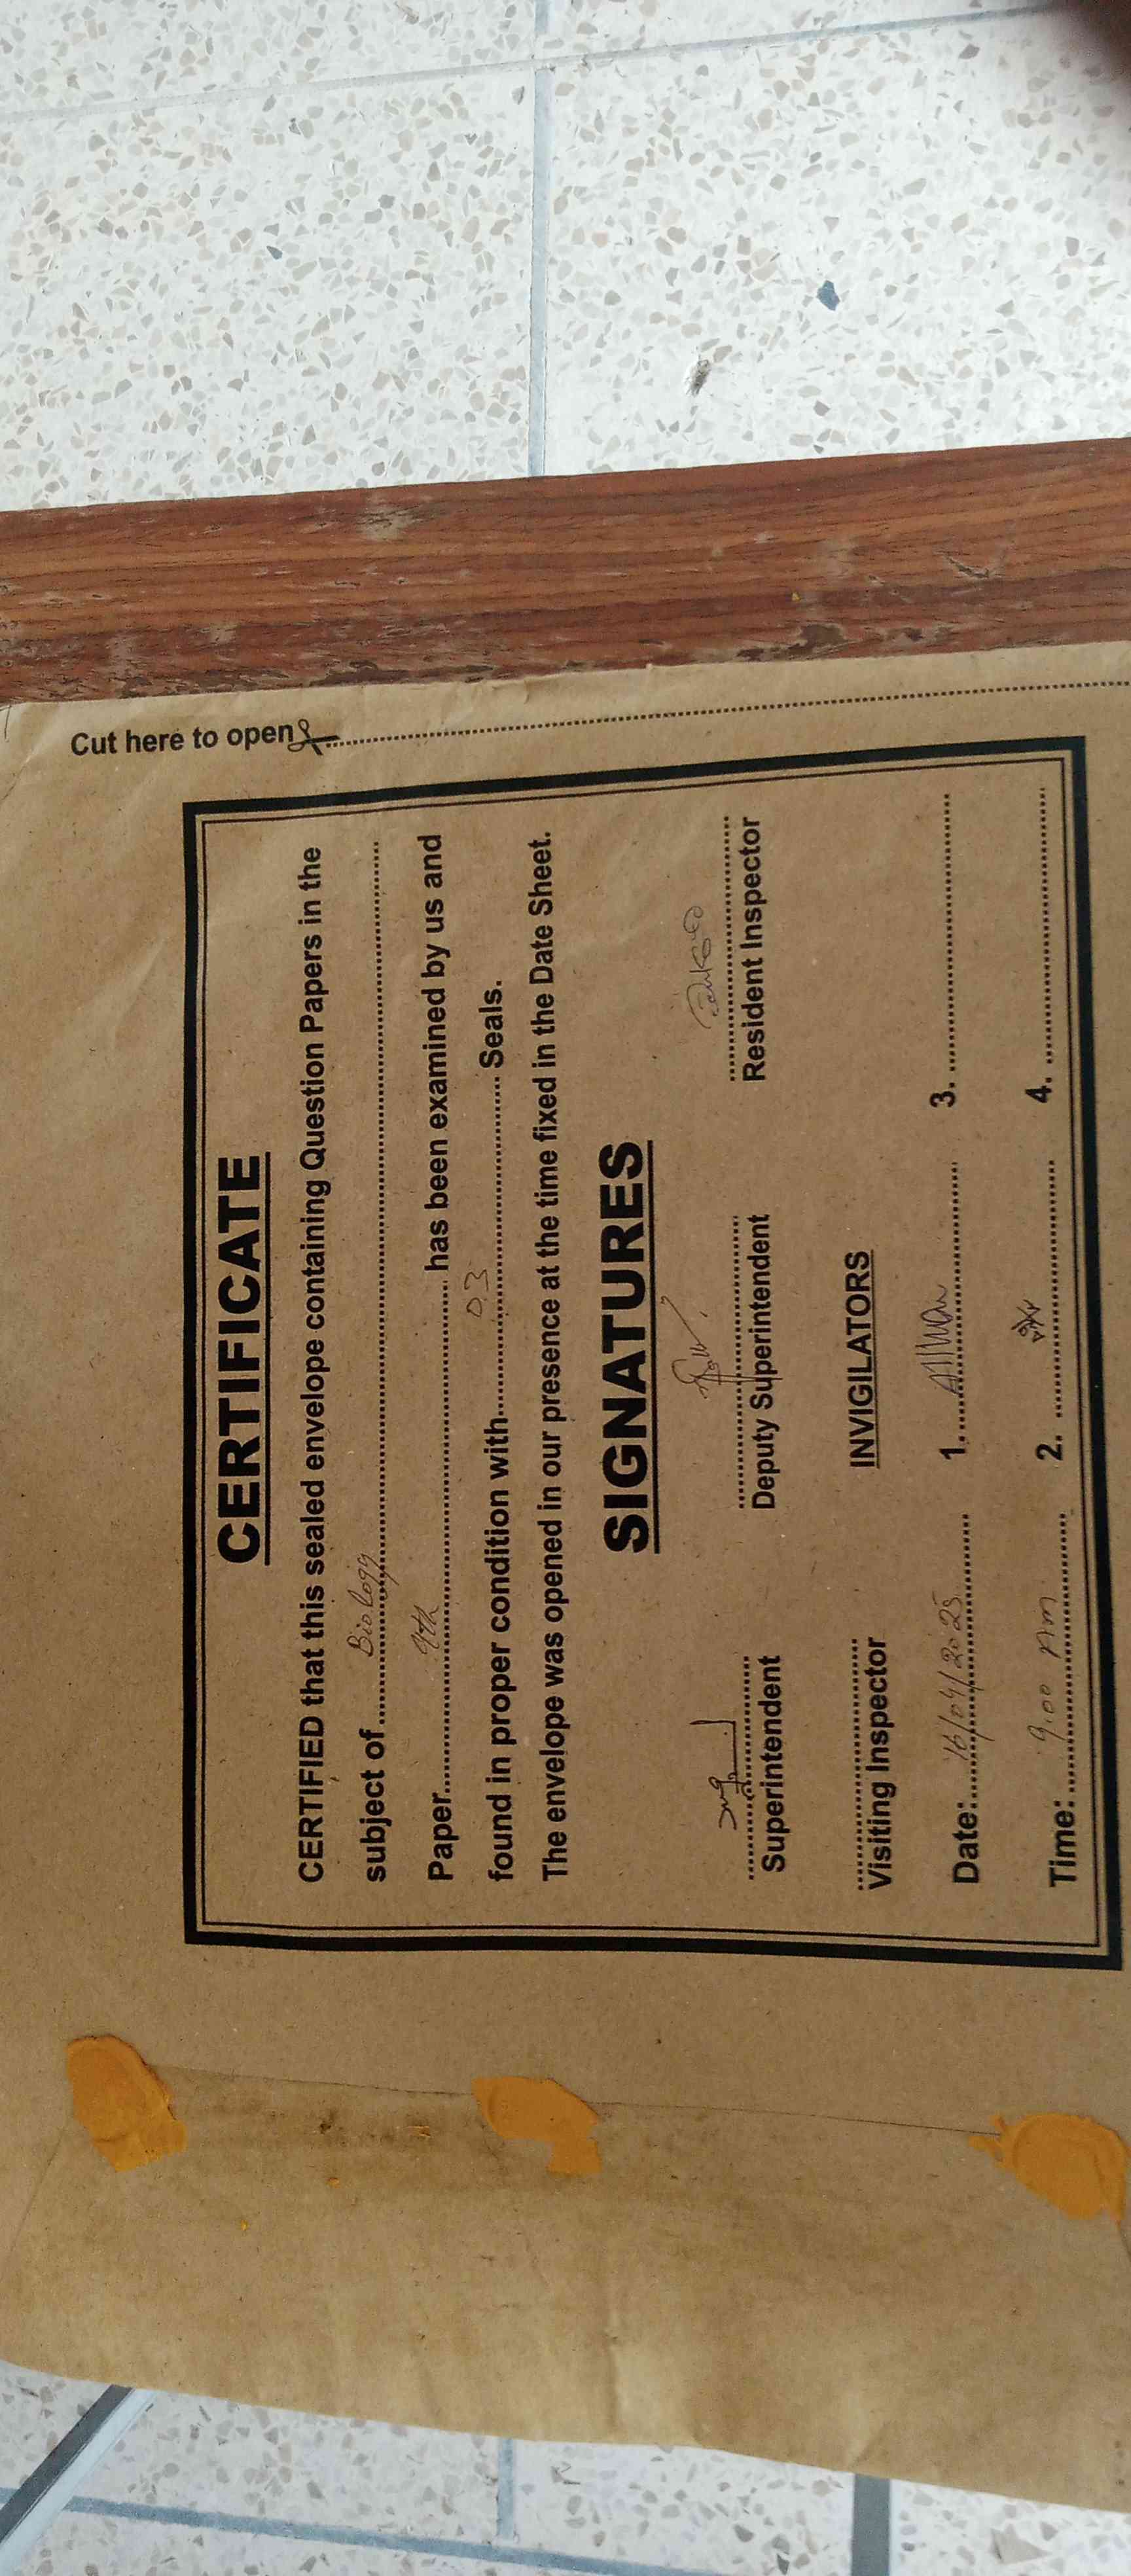 Cut here to open
CERTIFICATE
CERTIFIED that this sealed envelope containing Question Papers in the
subject of Biology
Paper 9th has been examined by us and
found in proper condition with 03 Seals.
The envelope was opened in our presence at the time fixed in the Date Sheet.
SIGNATURES
Superintendent Deputy Superintendent Resident Inspector
Visiting Inspector INVIGILATORS
Date: 16/04/2025 1. 3.
Time: 9:00 AM 2. 4.